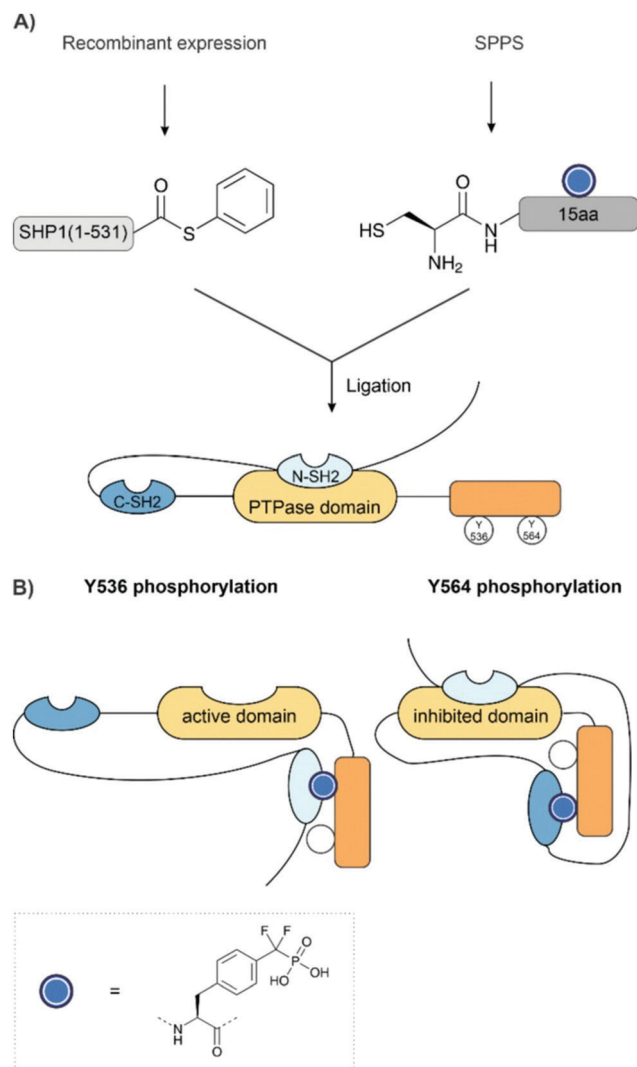 A)
Recombinant expression
SPPS
SHP1(1-531)
O
S
HS
NH2
O
N
H
15aa
Ligation
C-SH2
N-SH2
PTPase domain
Y
536
Y
564
B)
Y536 phosphorylation
Y564 phosphorylation
active domain
inhibited domain
=
F F
O
P
HO
OH
N
H
O